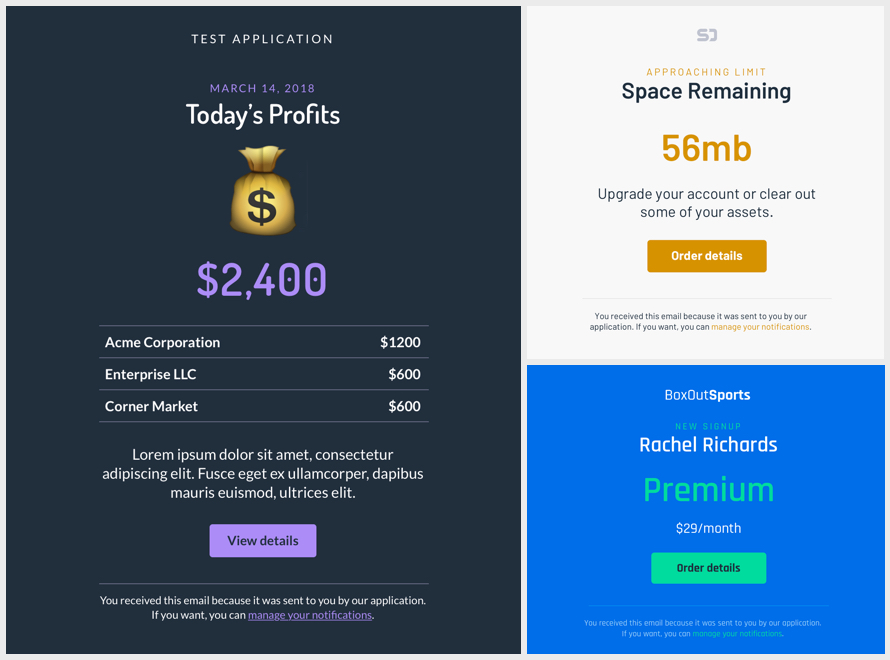 TEST APPLICATION
MARCH 14, 2018
Today’s Profits
$
$2,400
Acme Corporation $1200
Enterprise LLC $600
Corner Market $600
Lorem ipsum dolor sit amet, consectetur
adipiscing elit. Fusce eget ex ullamcorper, dapibus
mauris euismod, ultrices elit.
View details
You received this email because it was sent to you by our application.
If you want, you can manage your notifications.
SJ
APPROACHING LIMIT
Space Remaining
56mb
Upgrade your account or clear out
some of your assets.
Order details
You received this email because it was sent to you by our
application. If you want, you can manage your notifications.
BoxOutSports
NEW SIGNUP
Rachel Richards
Premium
$29/month
Order details
You received this email because it was sent to you by our application.
If you want, you can manage your notifications.